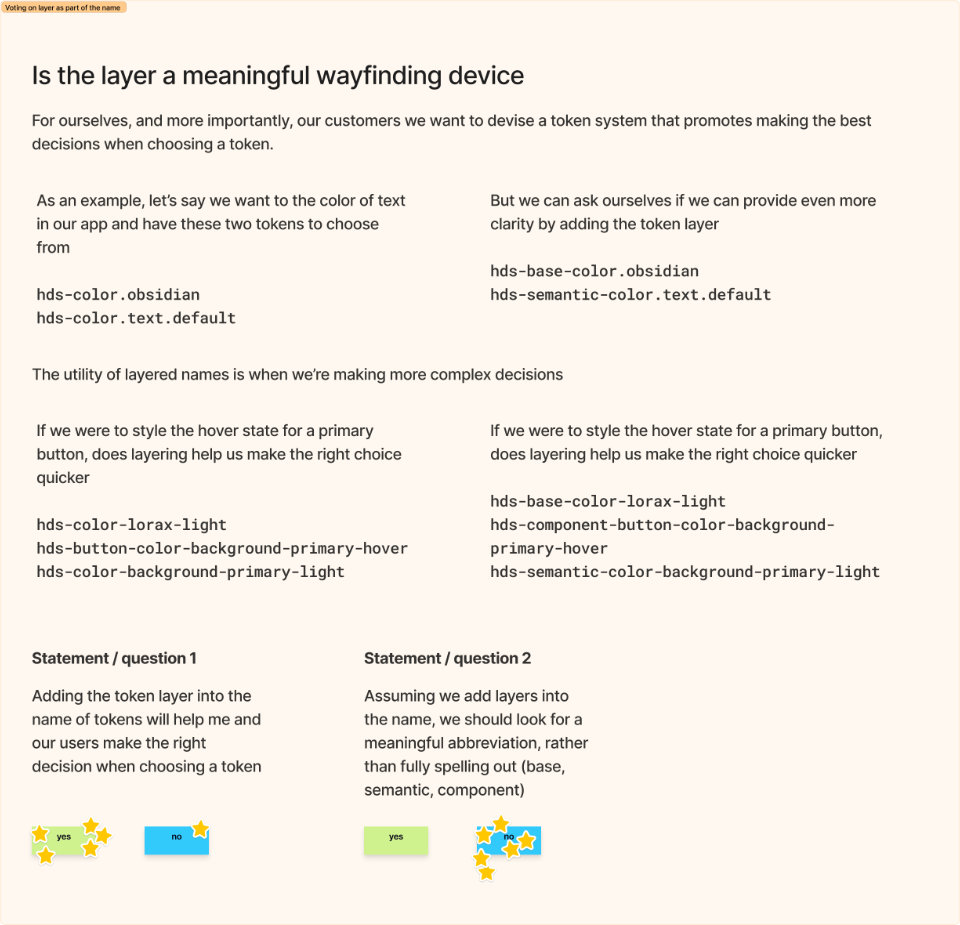 Voting on layer as part of the name
Is the layer a meaningful wayfinding device
For ourselves, and more importantly, our customers we want to devise a token system that promotes making the best
decisions when choosing a token.
As an example, let's say we want to the color of text
in our app and have these two tokens to choose
from
hds-color.obsidian
hds-color.text.default
But we can ask ourselves if we can provide even more
clarity by adding the token layer
hds-base-color.obsidian
hds-semantic-color.text.default
The utility of layered names is when we're making more complex decisions
If we were to style the hover state for a primary
button, does layering help us make the right choice
quicker
hds-color-lorax-light
hds-button-color-background-primary-hover
hds-color-background-primary-light
If we were to style the hover state for a primary button,
does layering help us make the right choice quicker
hds-base-color-lorax-light
hds-component-button-color-background-
primary-hover
hds-semantic-color-background-primary-light
Statement / question 1
Adding the token layer into the
name of tokens will help me and
our users make the right
decision when choosing a token
yes
no
Statement / question 2
Assuming we add layers into
the name, we should look for a
meaningful abbreviation, rather
than fully spelling out (base,
semantic, component)
yes
no